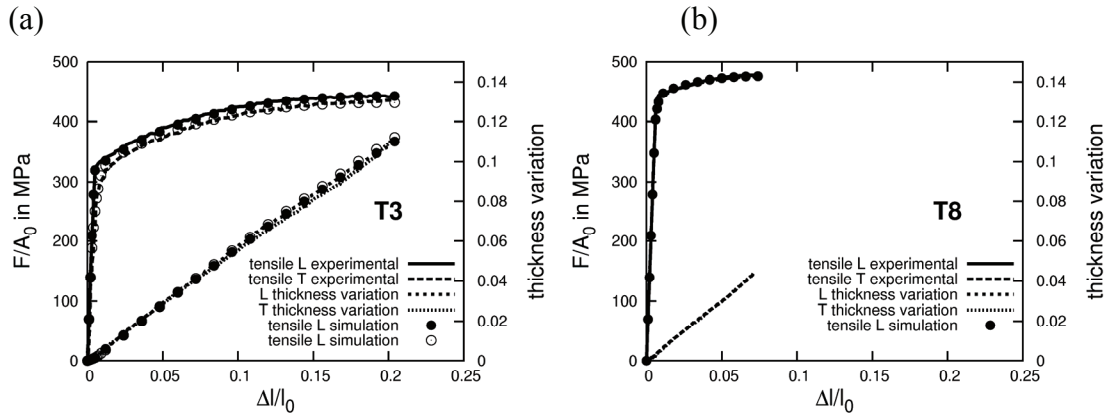 (a)
(b)
500
400
300
200
100
0
F/A0 in MPa
0.14
0.12
0.1
0.08
0.06
0.04
0.02
0
thickness variation
T3
tensile L experimental
tensile T experimental
L thickness variation
T thickness variation
tensile L simulation
tensile L simulation
0 0.05 0.1 0.15 0.2 0.25
Δl/l0
500
400
300
200
100
0
F/A0 in MPa
0.14
0.12
0.1
0.08
0.06
0.04
0.02
0
thickness variation
T8
tensile L experimental
tensile T experimental
L thickness variation
T thickness variation
tensile L simulation
0 0.05 0.1 0.15 0.2 0.25
Δl/l0